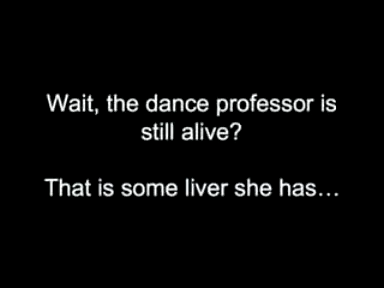 Wait, the dance professor is
still alive?
That is some liver she has…